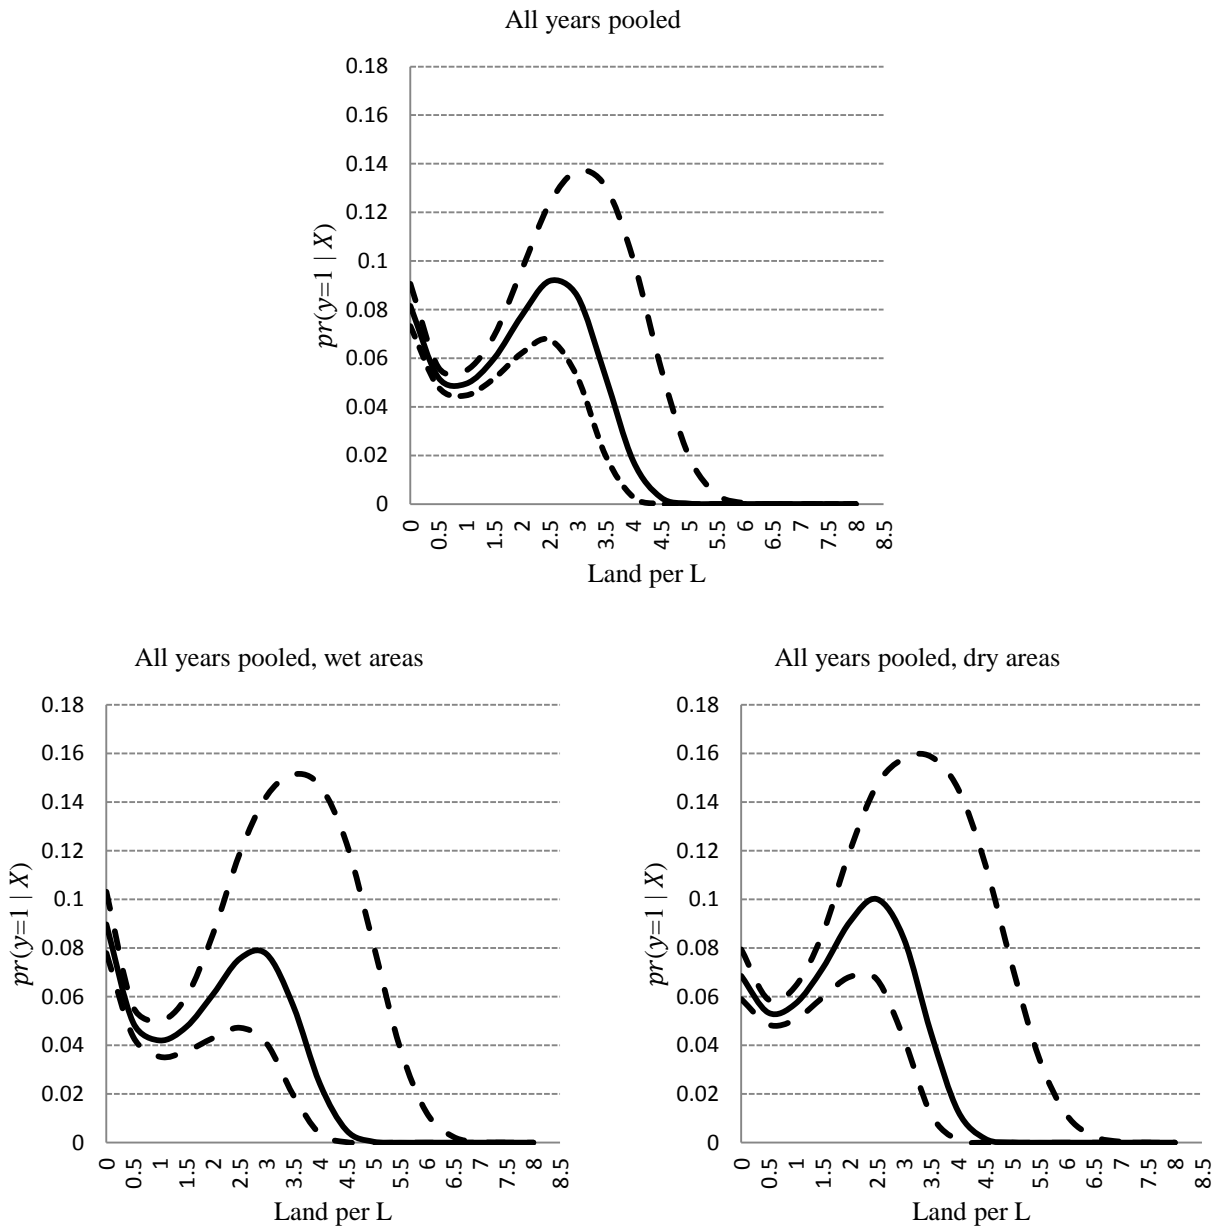 All years pooled
0.18
0.16
0.14
0.12
0.1
0.08
0.06
0.04
0.02
0
pr(y=1 | X)
0 0.5 1 1.5 2 2.5 3 3.5 4 4.5 5 5.5 6 6.5 7 7.5 8 8.5
Land per L
All years pooled, wet areas
0.18
0.16
0.14
0.12
0.1
0.08
0.06
0.04
0.02
0
pr(y=1 | X)
0 0.5 1 1.5 2 2.5 3 3.5 4 4.5 5 5.5 6 6.5 7 7.5 8 8.5
Land per L
All years pooled, dry areas
0.18
0.16
0.14
0.12
0.1
0.08
0.06
0.04
0.02
0
pr(y=1 | X)
0 0.5 1 1.5 2 2.5 3 3.5 4 4.5 5 5.5 6 6.5 7 7.5 8 8.5
Land per L